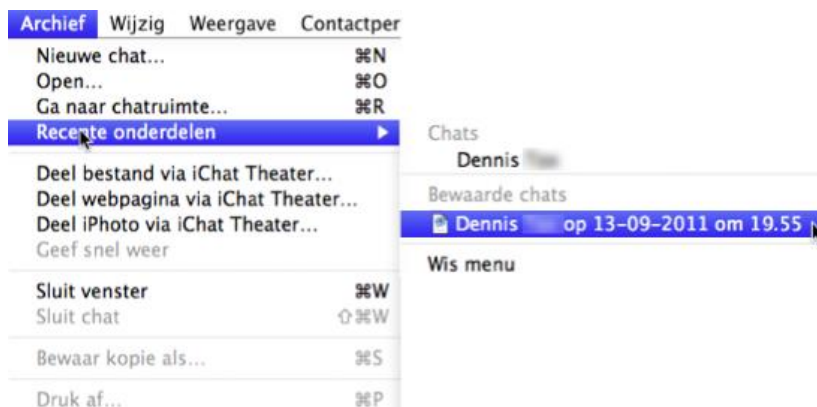 Archief Wijzig Weergave Contactper
Nieuwe chat... ⌘N
Open... ⌘O
Ga naar chatruimte... ⌘R
Recente onderdelen
Deel bestand via iChat Theater...
Deel webpagina via iChat Theater...
Deel iPhoto via iChat Theater...
Geef snel weer
Sluit venster ⌘W
Sluit chat ⇧⌘W
Bewaar kopie als... ⌘S
Druk af... ⌘P
Chats
Dennis
Bewaarde chats
Dennis op 13-09-2011 om 19.55
Wis menu